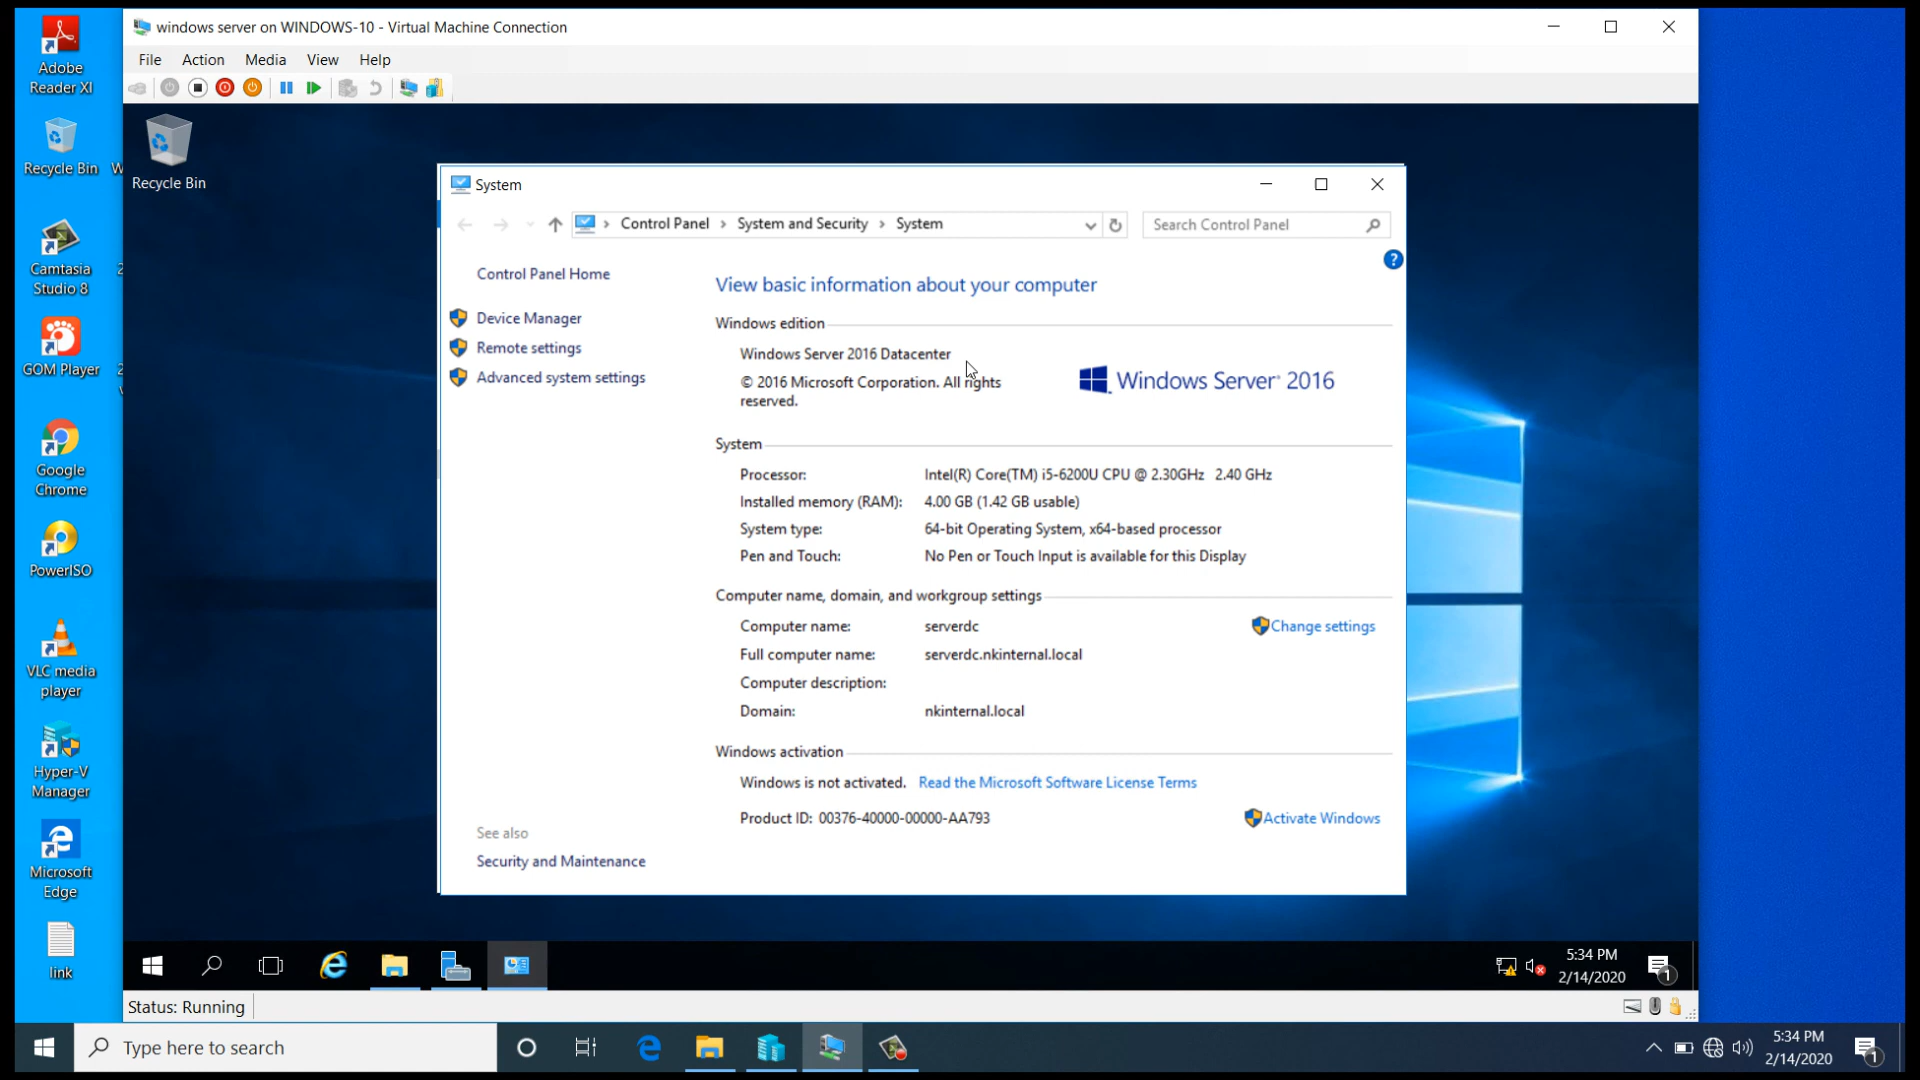 Adobe
Reader XI
Recycle Bin
W
Camtasia
Studio 8
2
GOM Player
2
Google
Chrome
PowerISO
VLC media
player
Hyper-V
Manager
Microsoft
Edge
link
windows server on WINDOWS-10 - Virtual Machine Connection
File Action Media View Help
Recycle Bin
System
Control Panel › System and Security › System
Search Control Panel
?
Control Panel Home
Device Manager
Remote settings
Advanced system settings
See also
Security and Maintenance
View basic information about your computer
Windows edition
Windows Server 2016 Datacenter
© 2016 Microsoft Corporation. All rights
reserved.
Windows Server® 2016
System
Processor: Intel(R) Core(TM) i5-6200U CPU @ 2.30GHz 2.40 GHz
Installed memory (RAM): 4.00 GB (1.42 GB usable)
System type: 64-bit Operating System, x64-based processor
Pen and Touch: No Pen or Touch Input is available for this Display
Computer name, domain, and workgroup settings
Computer name: serverdc Change settings
Full computer name: serverdc.nkinternal.local
Computer description:
Domain: nkinternal.local
Windows activation
Windows is not activated. Read the Microsoft Software License Terms
Product ID: 00376-40000-00000-AA793 Activate Windows
5:34 PM
2/14/2020
1
Status: Running
Type here to search
5:34 PM
2/14/2020
1